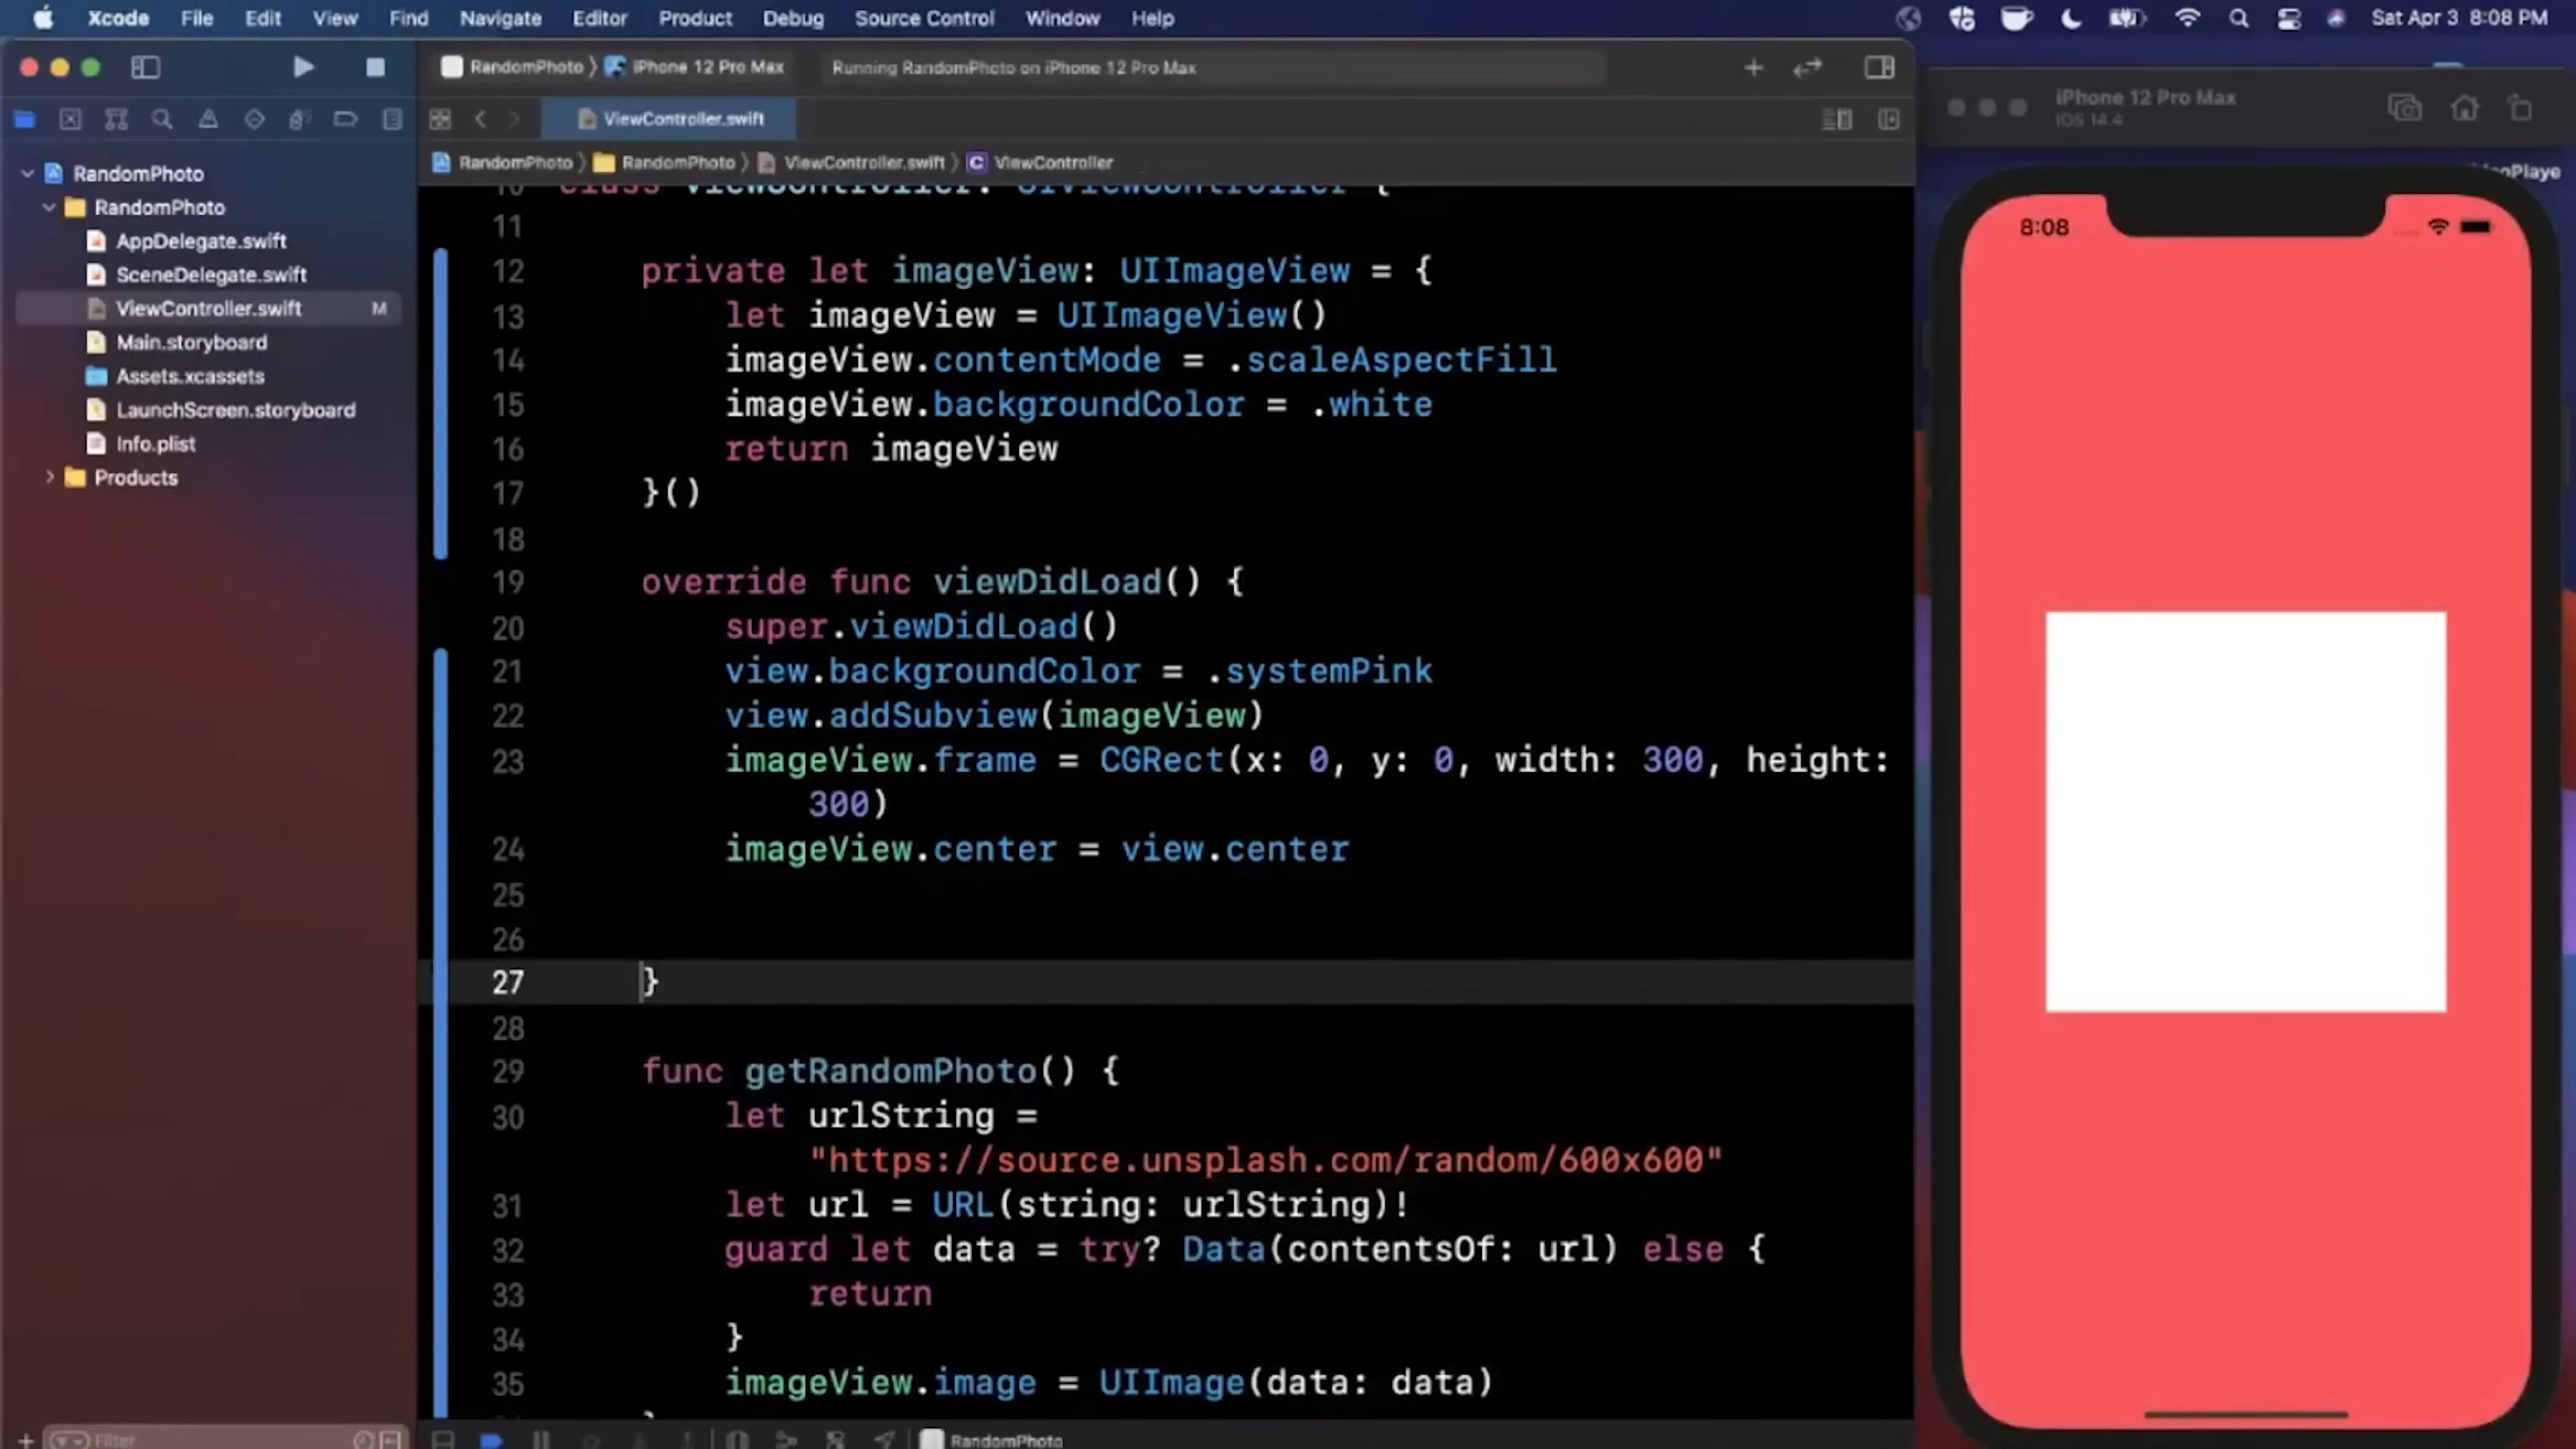 Xcode File Edit View Find Navigate Editor Product Debug Source Control Window Help Sat Apr 3 8:08 PM
RandomPhoto iPhone 12 Pro Max Running RandomPhoto on iPhone 12 Pro Max
iPhone 12 Pro Max
iOS 14.4
ViewController.swift
RandomPhoto RandomPhoto ViewController.swift C ViewController
RandomPhoto
RandomPhoto
AppDelegate.swift
SceneDelegate.swift
ViewController.swift M
Main.storyboard
Assets.xcassets
LaunchScreen.storyboard
Info.plist
Products
Filter
10 class ViewController: UIViewController {
11
12 private let imageView: UIImageView = {
13 let imageView = UIImageView()
14 imageView.contentMode = .scaleAspectFill
15 imageView.backgroundColor = .white
16 return imageView
17 }()
18
19 override func viewDidLoad() {
20 super.viewDidLoad()
21 view.backgroundColor = .systemPink
22 view.addSubview(imageView)
23 imageView.frame = CGRect(x: 0, y: 0, width: 300, height:
300)
24 imageView.center = view.center
25
26
27 }
28
29 func getRandomPhoto() {
30 let urlString =
"https://source.unsplash.com/random/600x600"
31 let url = URL(string: urlString)!
32 guard let data = try? Data(contentsOf: url) else {
33 return
34 }
35 imageView.image = UIImage(data: data)
RandomPhoto
8:08